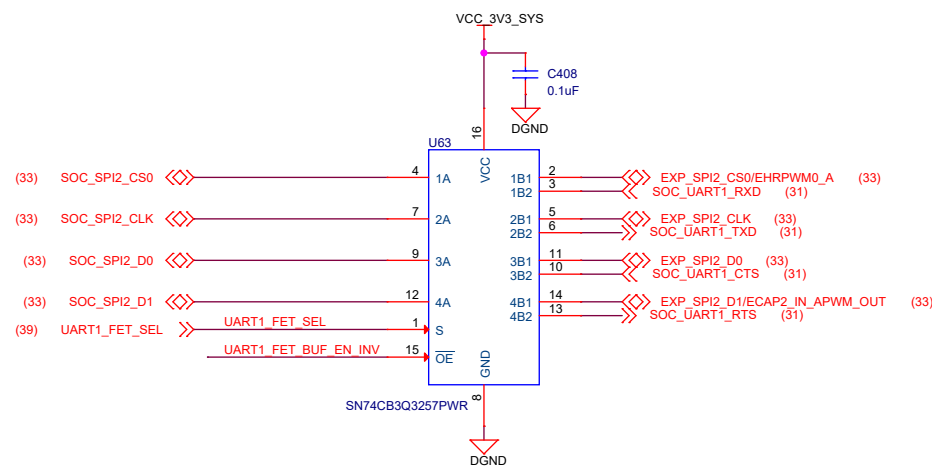 VCC_3V3_SYS
C408
0.1uF
DGND
U63
16
VCC
(33) SOC_SPI2_CS0 4 1A 1B1 2 EXP_SPI2_CS0/EHRPWM0_A (33)
1B2 3 SOC_UART1_RXD (31)
(33) SOC_SPI2_CLK 7 2A 2B1 5 EXP_SPI2_CLK (33)
2B2 6 SOC_UART1_TXD (31)
(33) SOC_SPI2_D0 9 3A 3B1 11 EXP_SPI2_D0 (33)
3B2 10 SOC_UART1_CTS (31)
(33) SOC_SPI2_D1 12 4A 4B1 14 EXP_SPI2_D1/ECAP2_IN_APWM_OUT (33)
4B2 13 SOC_UART1_RTS (31)
(39) UART1_FET_SEL UART1_FET_SEL 1 S
UART1_FET_BUF_EN_INV 15 OE
GND
8
SN74CB3Q3257PWR
DGND